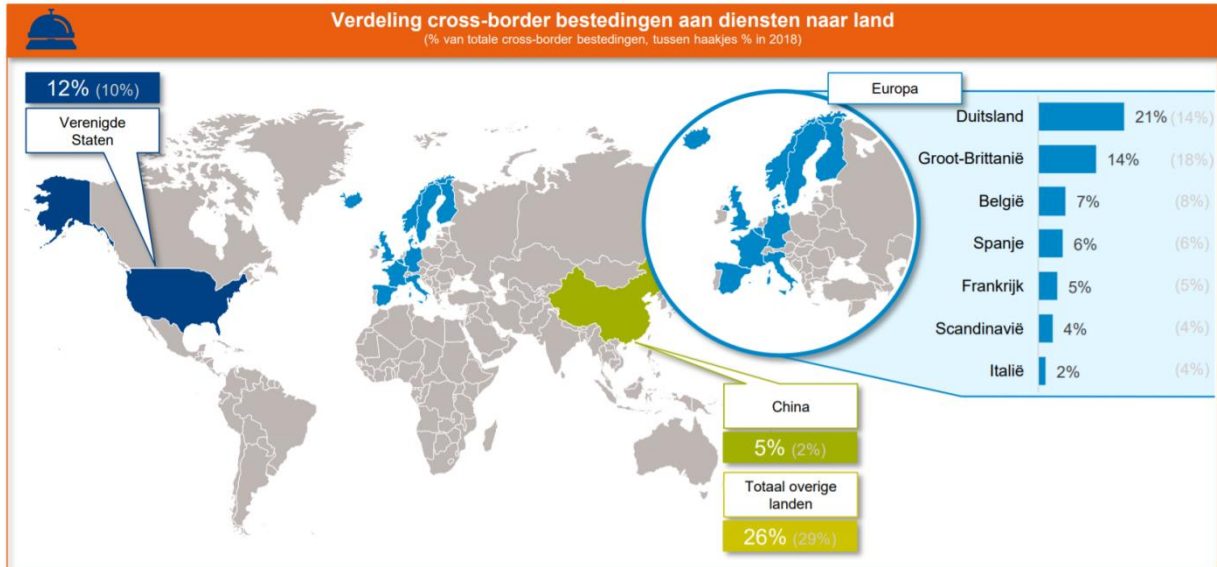 Verdeling cross-border bestedingen aan diensten naar land
(% van totale cross-border bestedingen, tussen haakjes % in 2018)
12% (10%)
Verenigde
Staten
Europa
Duitsland 21% (14%)
Groot-Brittanië 14% (18%)
België 7% (8%)
Spanje 6% (6%)
Frankrijk 5% (5%)
Scandinavië 4% (4%)
Italië 2% (4%)
China
5% (2%)
Totaal overige
landen
26% (29%)